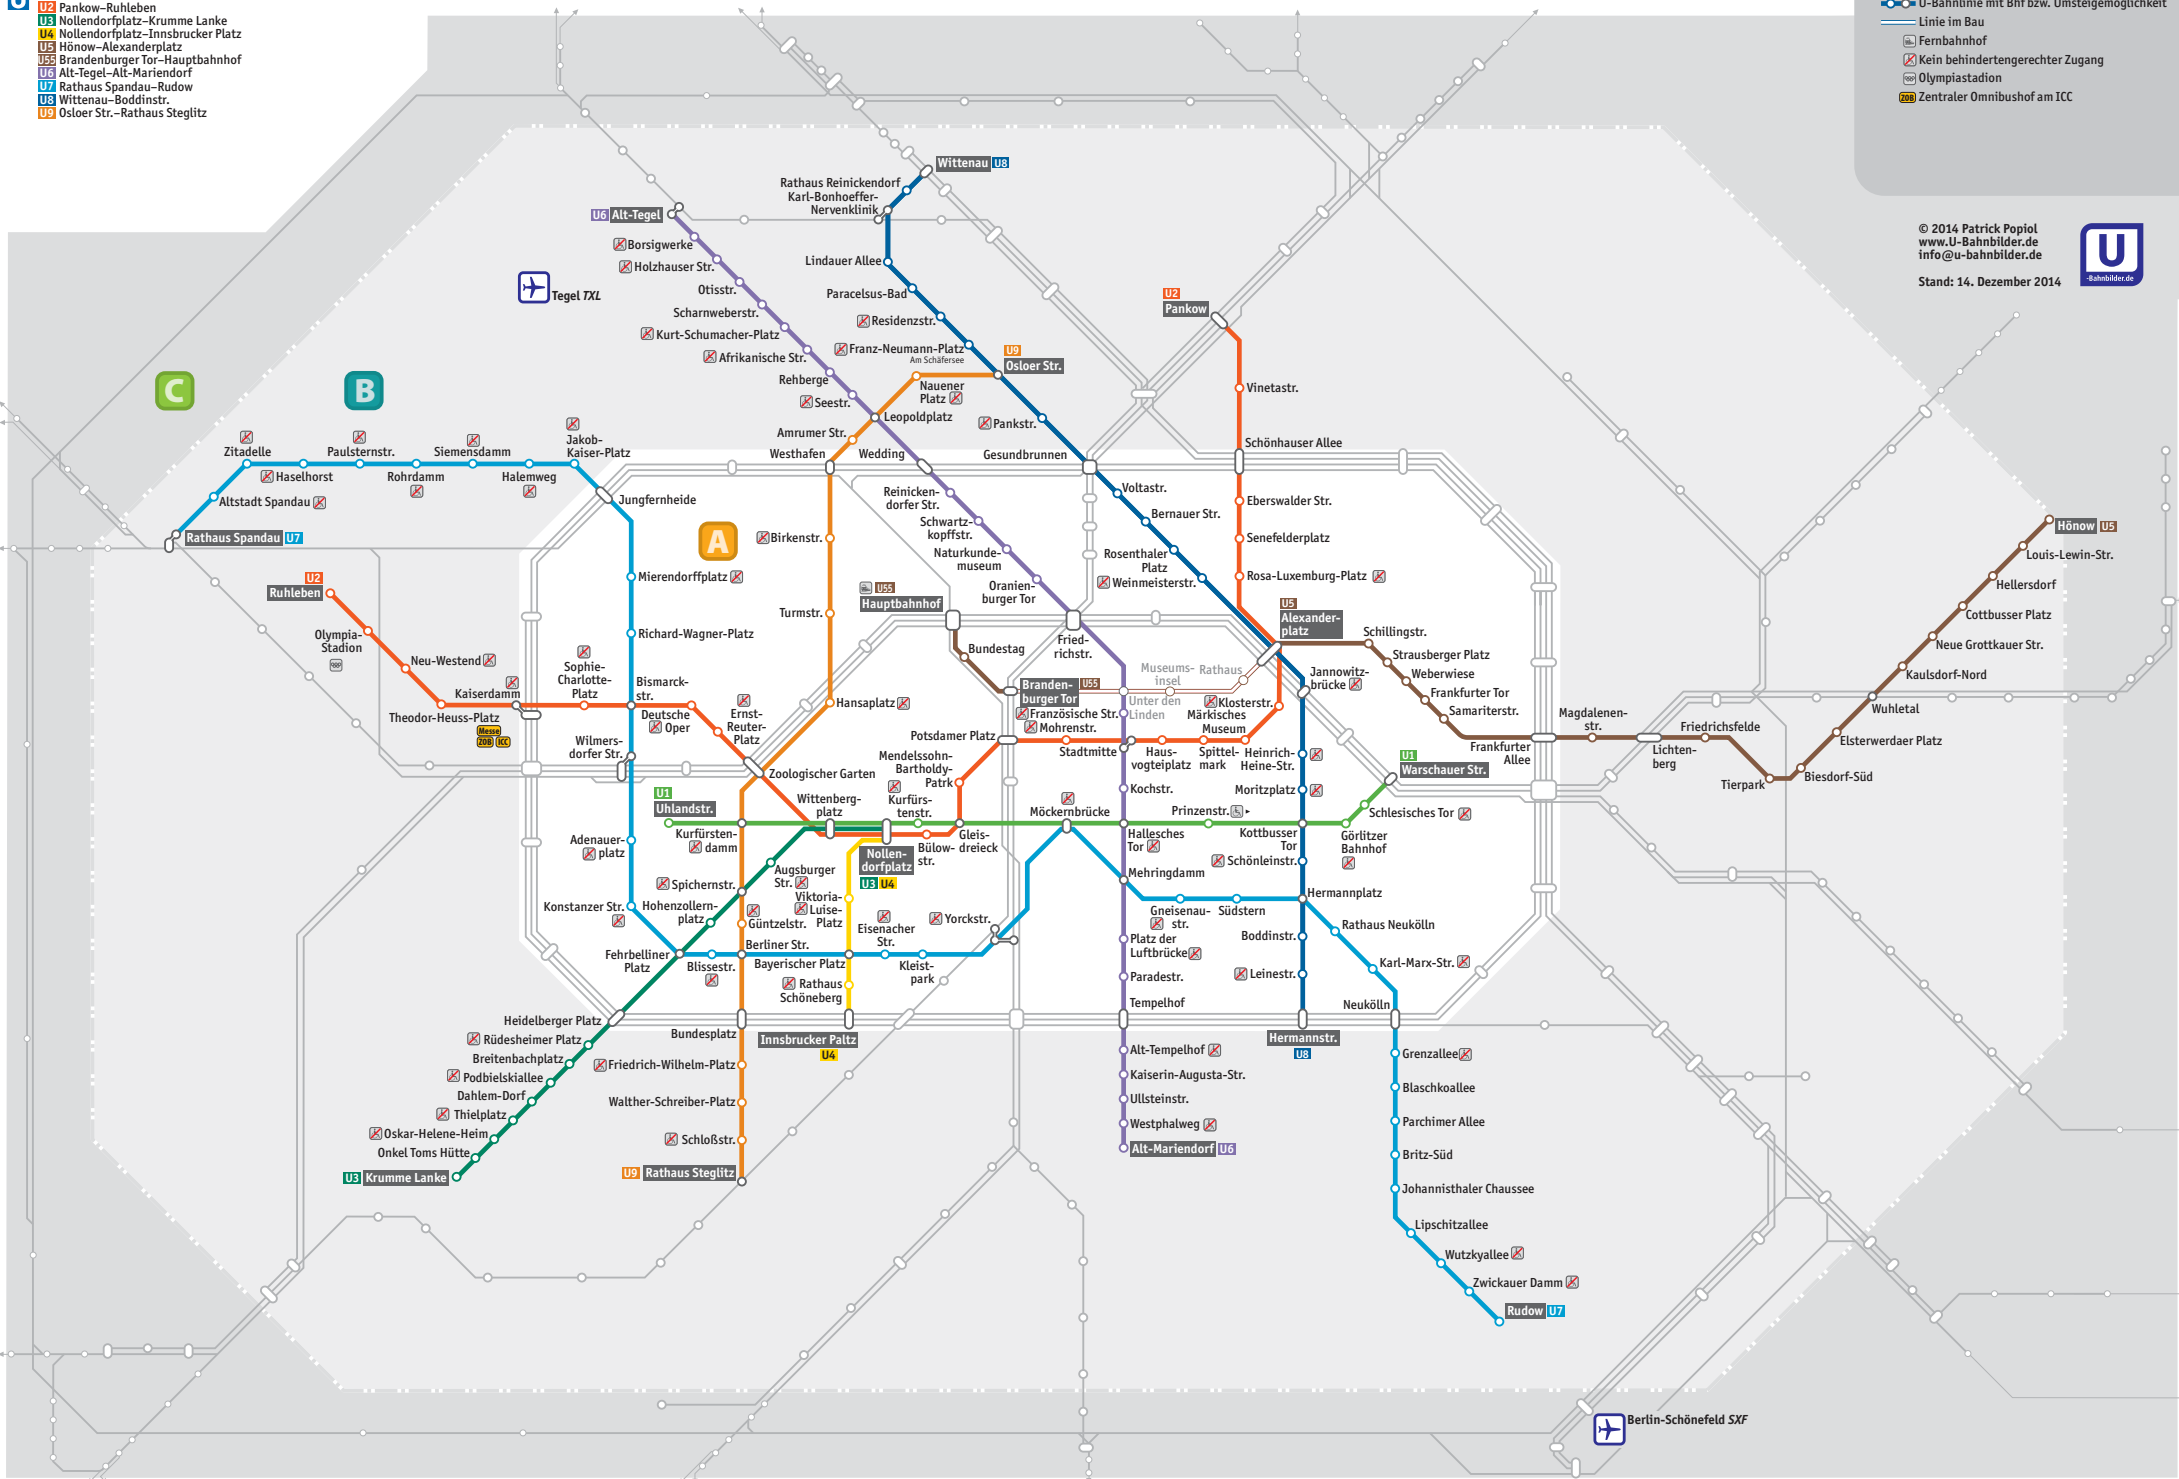 U
U2 Pankow–Ruhleben
U3 Nollendorfplatz–Krumme Lanke
U4 Nollendorfplatz–Innsbrucker Platz
U5 Hönow–Alexanderplatz
U55 Brandenburger Tor–Hauptbahnhof
U6 Alt-Tegel–Alt-Mariendorf
U7 Rathaus Spandau–Rudow
U8 Wittenau–Boddinstr.
U9 Osloer Str.–Rathaus Steglitz
U-Bahnlinie mit Bhf bzw. Umsteigemöglichkeit
Linie im Bau
Fernbahnhof
Kein behindertengerechter Zugang
Olympiastadion
ZOB Zentraler Omnibushof am ICC
© 2014 Patrick Popiol
www.U-Bahnbilder.de
info@u-bahnbilder.de
Stand: 14. Dezember 2014
U
-Bahnbilder.de
Wittenau U8
Rathaus Reinickendorf
Karl-Bonhoeffer-
Nervenklinik
Lindauer Allee
Paracelsus-Bad
Residenzstr.
Franz-Neumann-Platz
Am Schäfersee
U9
Osloer Str.
Nauener
Platz
Pankstr.
Gesundbrunnen
Voltastr.
Bernauer Str.
Rosenthaler
Platz
Weinmeisterstr.
U6 Alt-Tegel
Borsigwerke
Holzhauser Str.
Otisstr.
Scharnweberstr.
Kurt-Schumacher-Platz
Afrikanische Str.
Rehberge
Seestr.
Leopoldplatz
Amrumer Str.
Westhafen
Wedding
Reinicken-
dorfer Str.
Schwartz-
kopffstr.
Naturkunde-
museum
Oranien-
burger Tor
Fried-
richstr.
Tegel TXL
C
B
A
U2
Pankow
Vinetastr.
Schönhauser Allee
Eberswalder Str.
Senefelderplatz
Rosa-Luxemburg-Platz
U5
Alexander-
platz
Zitadelle
Paulsternstr.
Siemensdamm
Jakob-
Kaiser-Platz
Haselhorst
Rohrdamm
Halemweg
Altstadt Spandau
Rathaus Spandau U7
Jungfernheide
Mierendorffplatz
Richard-Wagner-Platz
Bismarck-
str.
Wilmers-
dorfer Str.
Adenauer-
platz
Konstanzer Str.
Fehrbelliner
Platz
U2
Ruhleben
Olympia-
Stadion
Neu-Westend
Kaiserdamm
Theodor-Heuss-Platz
Messe
ZOB ICC
Sophie-
Charlotte-
Platz
Deutsche
Oper
Ernst-
Reuter-
Platz
Zoologischer Garten
Birkenstr.
Turmstr.
Hansaplatz
U55
Hauptbahnhof
Bundestag
Branden-
burger Tor
U55
Museums-
insel
Rathaus
Unter den
Linden
Französische Str.
Mohrenstr.
Potsdamer Platz
Mendelssohn-
Bartholdy-
Patrk
Stadtmitte
Haus-
vogteiplatz
Spittel-
mark
Märkisches
Museum
Klosterstr.
Jannowitz-
brücke
Heinrich-
Heine-Str.
Moritzplatz
Schillingstr.
Strausberger Platz
Weberwiese
Frankfurter Tor
Samariterstr.
Frankfurter
Allee
Magdalenen-
str.
Lichten-
berg
Friedrichsfelde
Tierpark
Biesdorf-Süd
Elsterwerdaer Platz
Wuhletal
Kaulsdorf-Nord
Neue Grottkauer Str.
Cottbusser Platz
Hellersdorf
Louis-Lewin-Str.
Hönow U5
U1
Warschauer Str.
Schlesisches Tor
Görlitzer
Bahnhof
Kottbusser
Tor
Prinzenstr.
Kochstr.
Hallesches
Tor
Möckernbrücke
Gleis-
dreieck
Bülow-
str.
Kurfürs-
tenstr.
Nollen-
dorfplatz
U3 U4
Wittenberg-
platz
U1
Uhlandstr.
Kurfürsten-
damm
Augsburger
Str.
Spichernstr.
Hohenzollern-
platz
Güntzelstr.
Viktoria-
Luise-
Platz
Eisenacher
Str.
Yorckstr.
Berliner Str.
Bayerischer Platz
Blissestr.
Kleist-
park
Rathaus
Schöneberg
Innsbrucker Paltz
U4
Mehringdamm
Gneisenau-
str.
Südstern
Schönleinstr.
Hermannplatz
Boddinstr.
Leinestr.
Hermannstr.
U8
Rathaus Neukölln
Karl-Marx-Str.
Neukölln
Grenzallee
Blaschkoallee
Parchimer Allee
Britz-Süd
Johannisthaler Chaussee
Lipschitzallee
Wutzkyallee
Zwickauer Damm
Rudow U7
Platz der
Luftbrücke
Paradestr.
Tempelhof
Alt-Tempelhof
Kaiserin-Augusta-Str.
Ullsteinstr.
Westphalweg
Alt-Mariendorf U6
Heidelberger Platz
Rüdesheimer Platz
Breitenbachplatz
Podbielskiallee
Dahlem-Dorf
Thielplatz
Oskar-Helene-Heim
Onkel Toms Hütte
U3 Krumme Lanke
Bundesplatz
Friedrich-Wilhelm-Platz
Walther-Schreiber-Platz
Schloßstr.
U9 Rathaus Steglitz
Berlin-Schönefeld SXF